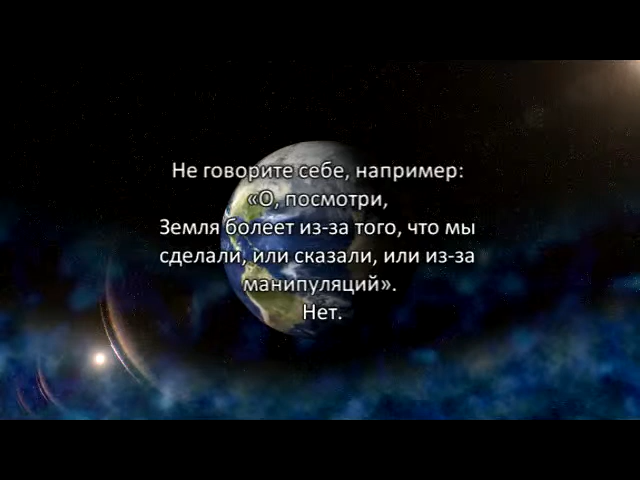 Не говорите себе, например:
«О, посмотри,
Земля болеет из-за того, что мы
сделали, или сказали, или из-за
манипуляций».
Нет.